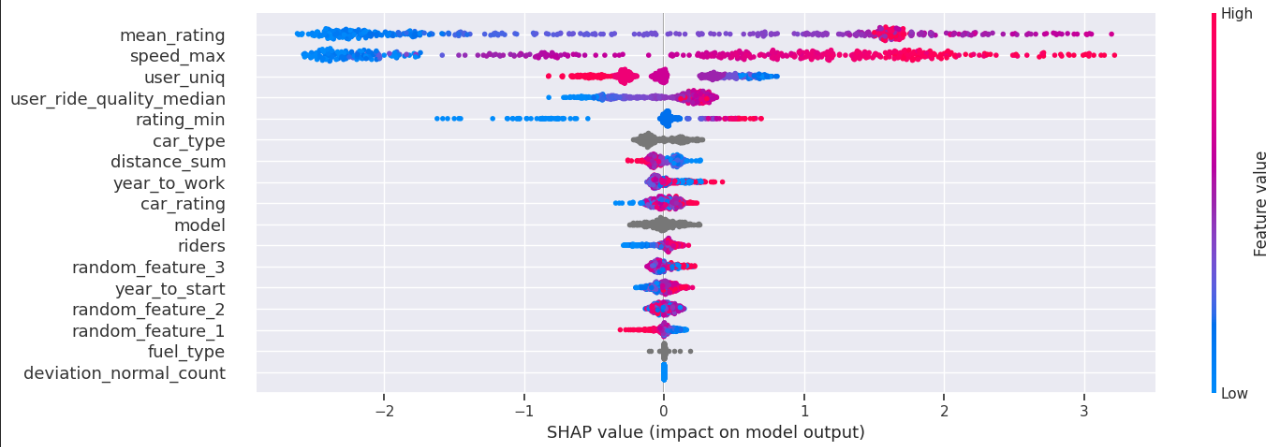 High
mean_rating
speed_max
user_uniq
user_ride_quality_median
rating_min
car_type
distance_sum
year_to_work
car_rating
model
riders
random_feature_3
year_to_start
random_feature_2
random_feature_1
fuel_type
deviation_normal_count
Feature value
Low
−2 −1 0 1 2 3
SHAP value (impact on model output)